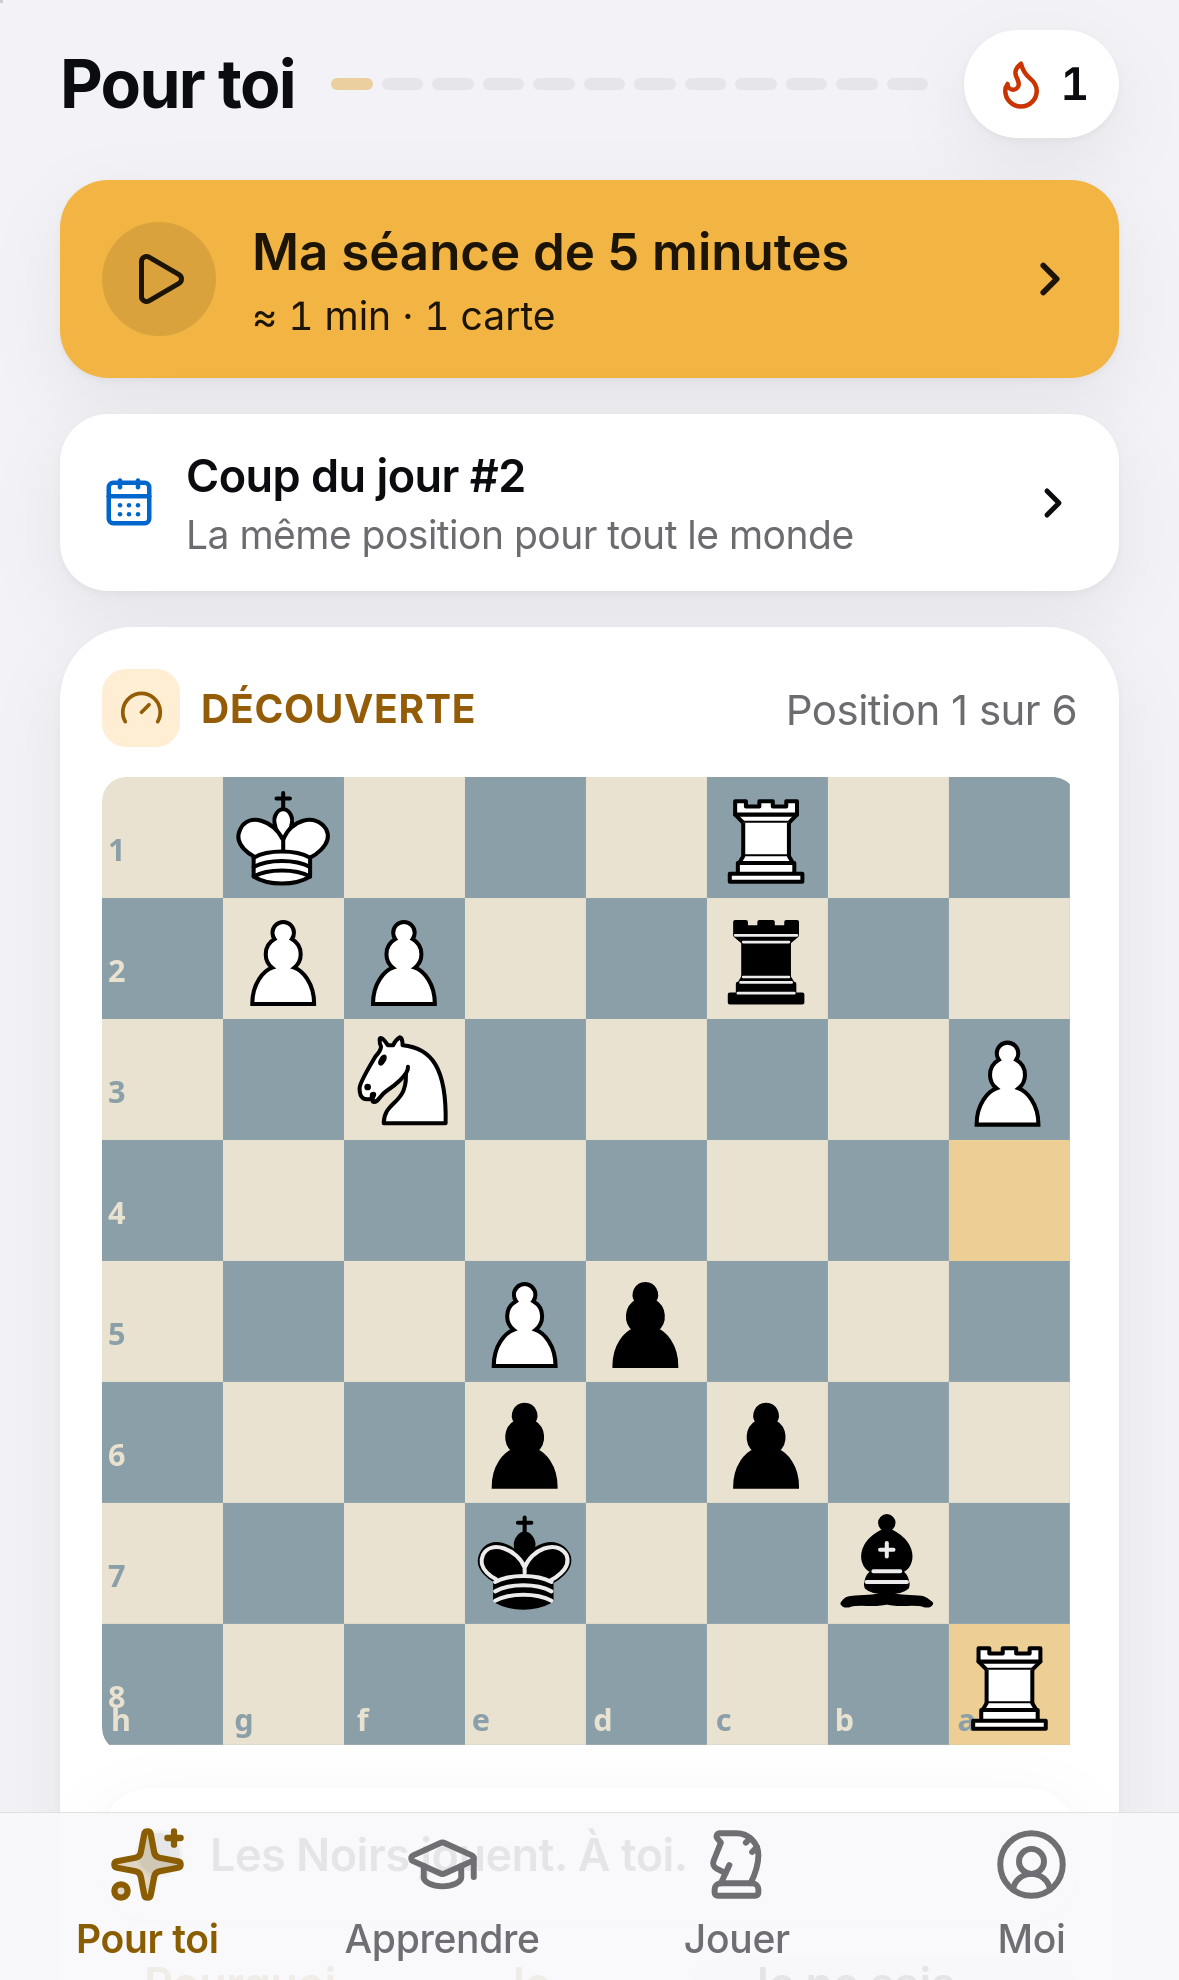 Pour toi
1
Ma séance de 5 minutes
≈ 1 min · 1 carte
Coup du jour #2
La même position pour tout le monde
DÉCOUVERTE
Position 1 sur 6
1
2
3
4
5
6
7
8
h g f e d c b a
Les Noirs jouent. À toi.
Pour toi Apprendre Jouer Moi